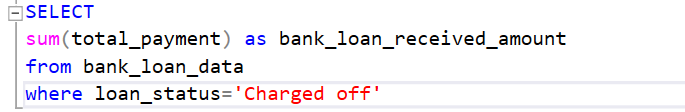 SELECT
sum(total_payment) as bank_loan_received_amount
from bank_loan_data
where loan_status='Charged off'